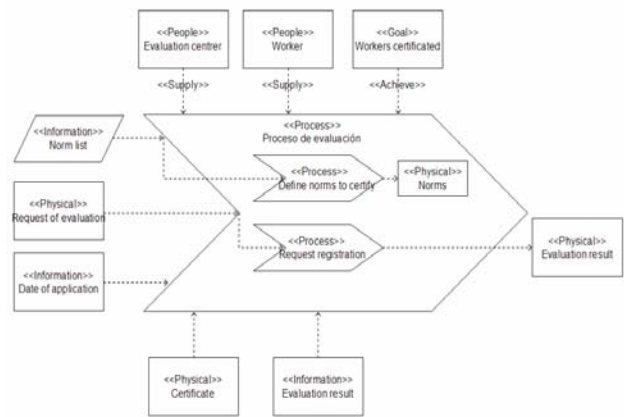 <<People>>
Evaluation centrer
<<People>>
Worker
<<Goal>>
Workers certificated
<<Supply>>
<<Supply>>
<<Achieve>>
<<Information>>
Norm list
<<Process>>
Proceso de evaluación
<<Process>>
Define norms to certify
<<Physical>>
Norms
<<Physical>>
Request of evaluation
<<Process>>
Request registration
<<Physical>>
Evaluation result
<<Information>>
Date of application
<<Physical>>
Certificate
<<Information>>
Evaluation result